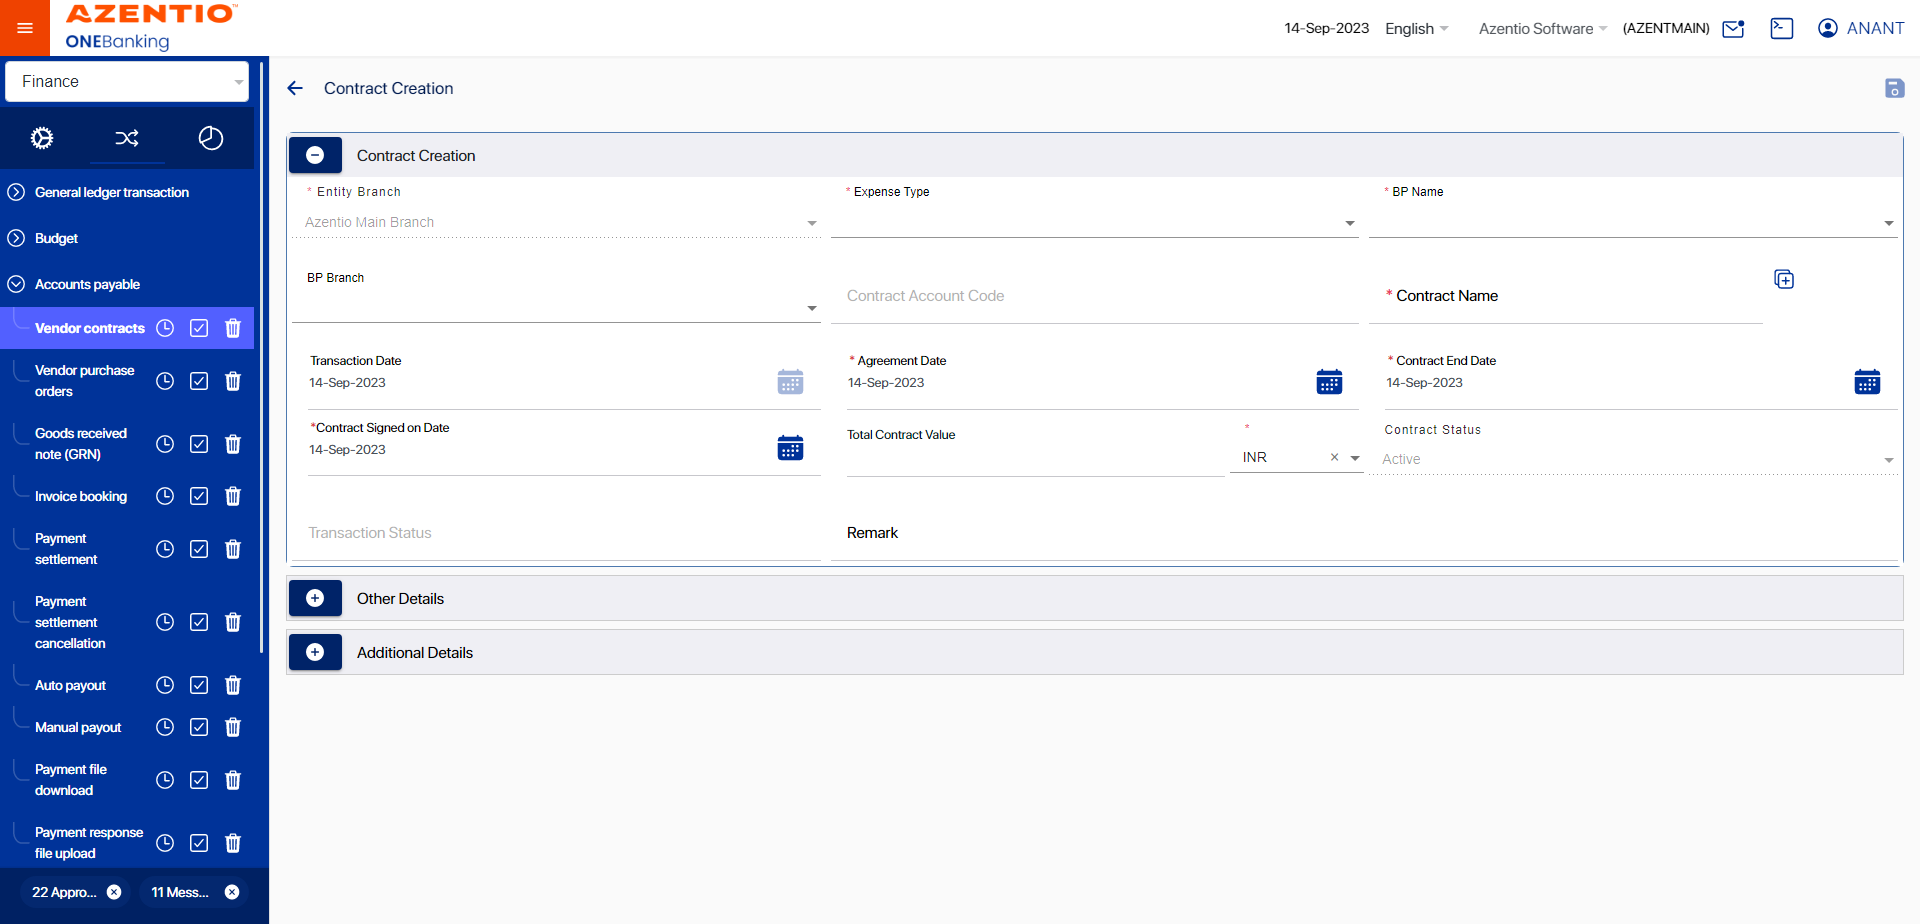 AZENTIO™
ONEBanking
14-Sep-2023 English Azentio Software (AZENTMAIN) ANANT
Finance
General ledger transaction
Budget
Accounts payable
Vendor contracts
Vendor purchase
orders
Goods received
note (GRN)
Invoice booking
Payment
settlement
Payment
settlement
cancellation
Auto payout
Manual payout
Payment file
download
Payment response
file upload
22 Appro...
11 Mess...
Contract Creation
Contract Creation
* Entity Branch
Azentio Main Branch
* Expense Type
* BP Name
BP Branch
Contract Account Code
* Contract Name
Transaction Date
14-Sep-2023
* Agreement Date
14-Sep-2023
* Contract End Date
14-Sep-2023
*Contract Signed on Date
14-Sep-2023
Total Contract Value
*
INR ×
Contract Status
Active
Transaction Status
Remark
Other Details
Additional Details